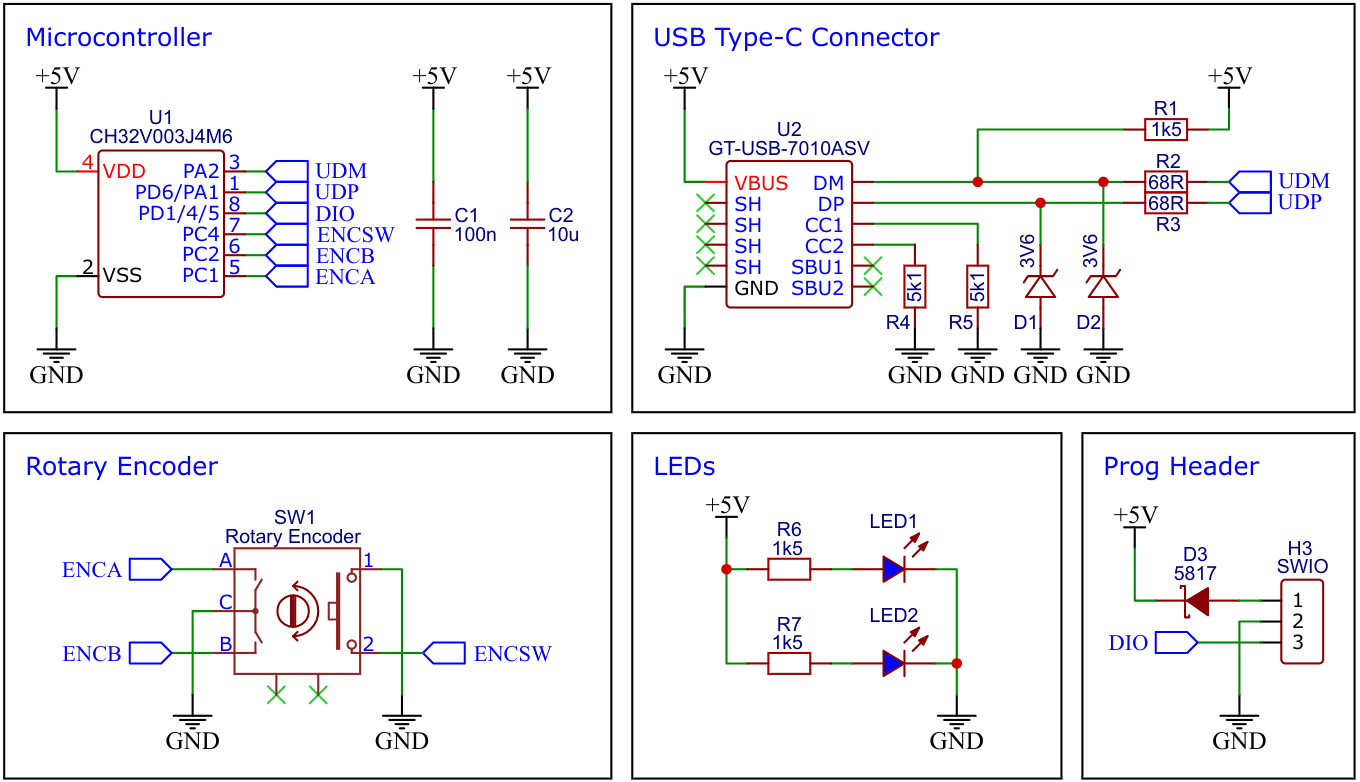 Microcontroller
+5V
+5V
+5V
U1
CH32V003J4M6
4 VDD
PA2 3 UDM
PD6/PA1 1 UDP
PD1/4/5 8 DIO
PC4 7 ENCSW
PC2 6 ENCB
2 VSS
PC1 5 ENCA
C1
100n
C2
10u
GND
GND
GND
USB Type-C Connector
+5V
+5V
U2
GT-USB-7010ASV
R1
1k5
R2
VBUS DM 68R UDM
SH DP 68R UDP
R3
SH CC1
SH CC2
SH SBU1
GND SBU2
5k1
R4
5k1
R5
3V6
D1
3V6
D2
GND
GND
GND
GND
GND
Rotary Encoder
SW1
Rotary Encoder
ENCA A 1
C
ENCB B 2 ENCSW
GND
GND
LEDs
+5V
R6
1k5
LED1
R7
1k5
LED2
GND
Prog Header
+5V
D3
5817
H3
SWIO
1
2
DIO 3
GND